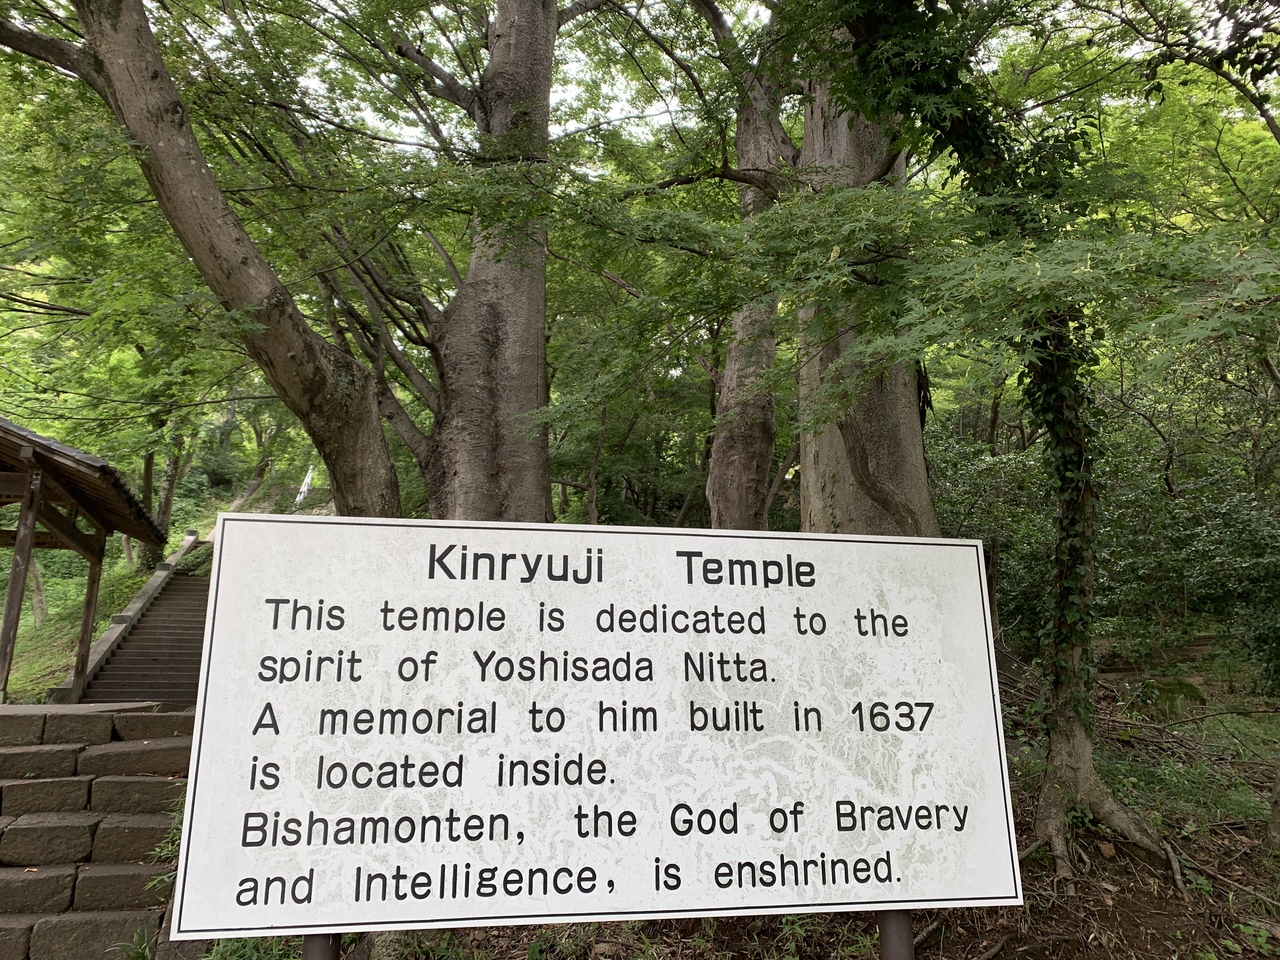 Kinryuji Temple
This temple is dedicated to the
spirit of Yoshisada Nitta.
A memorial to him built in 1637
is located inside.
Bishamonten, the God of Bravery
and Intelligence, is enshrined.